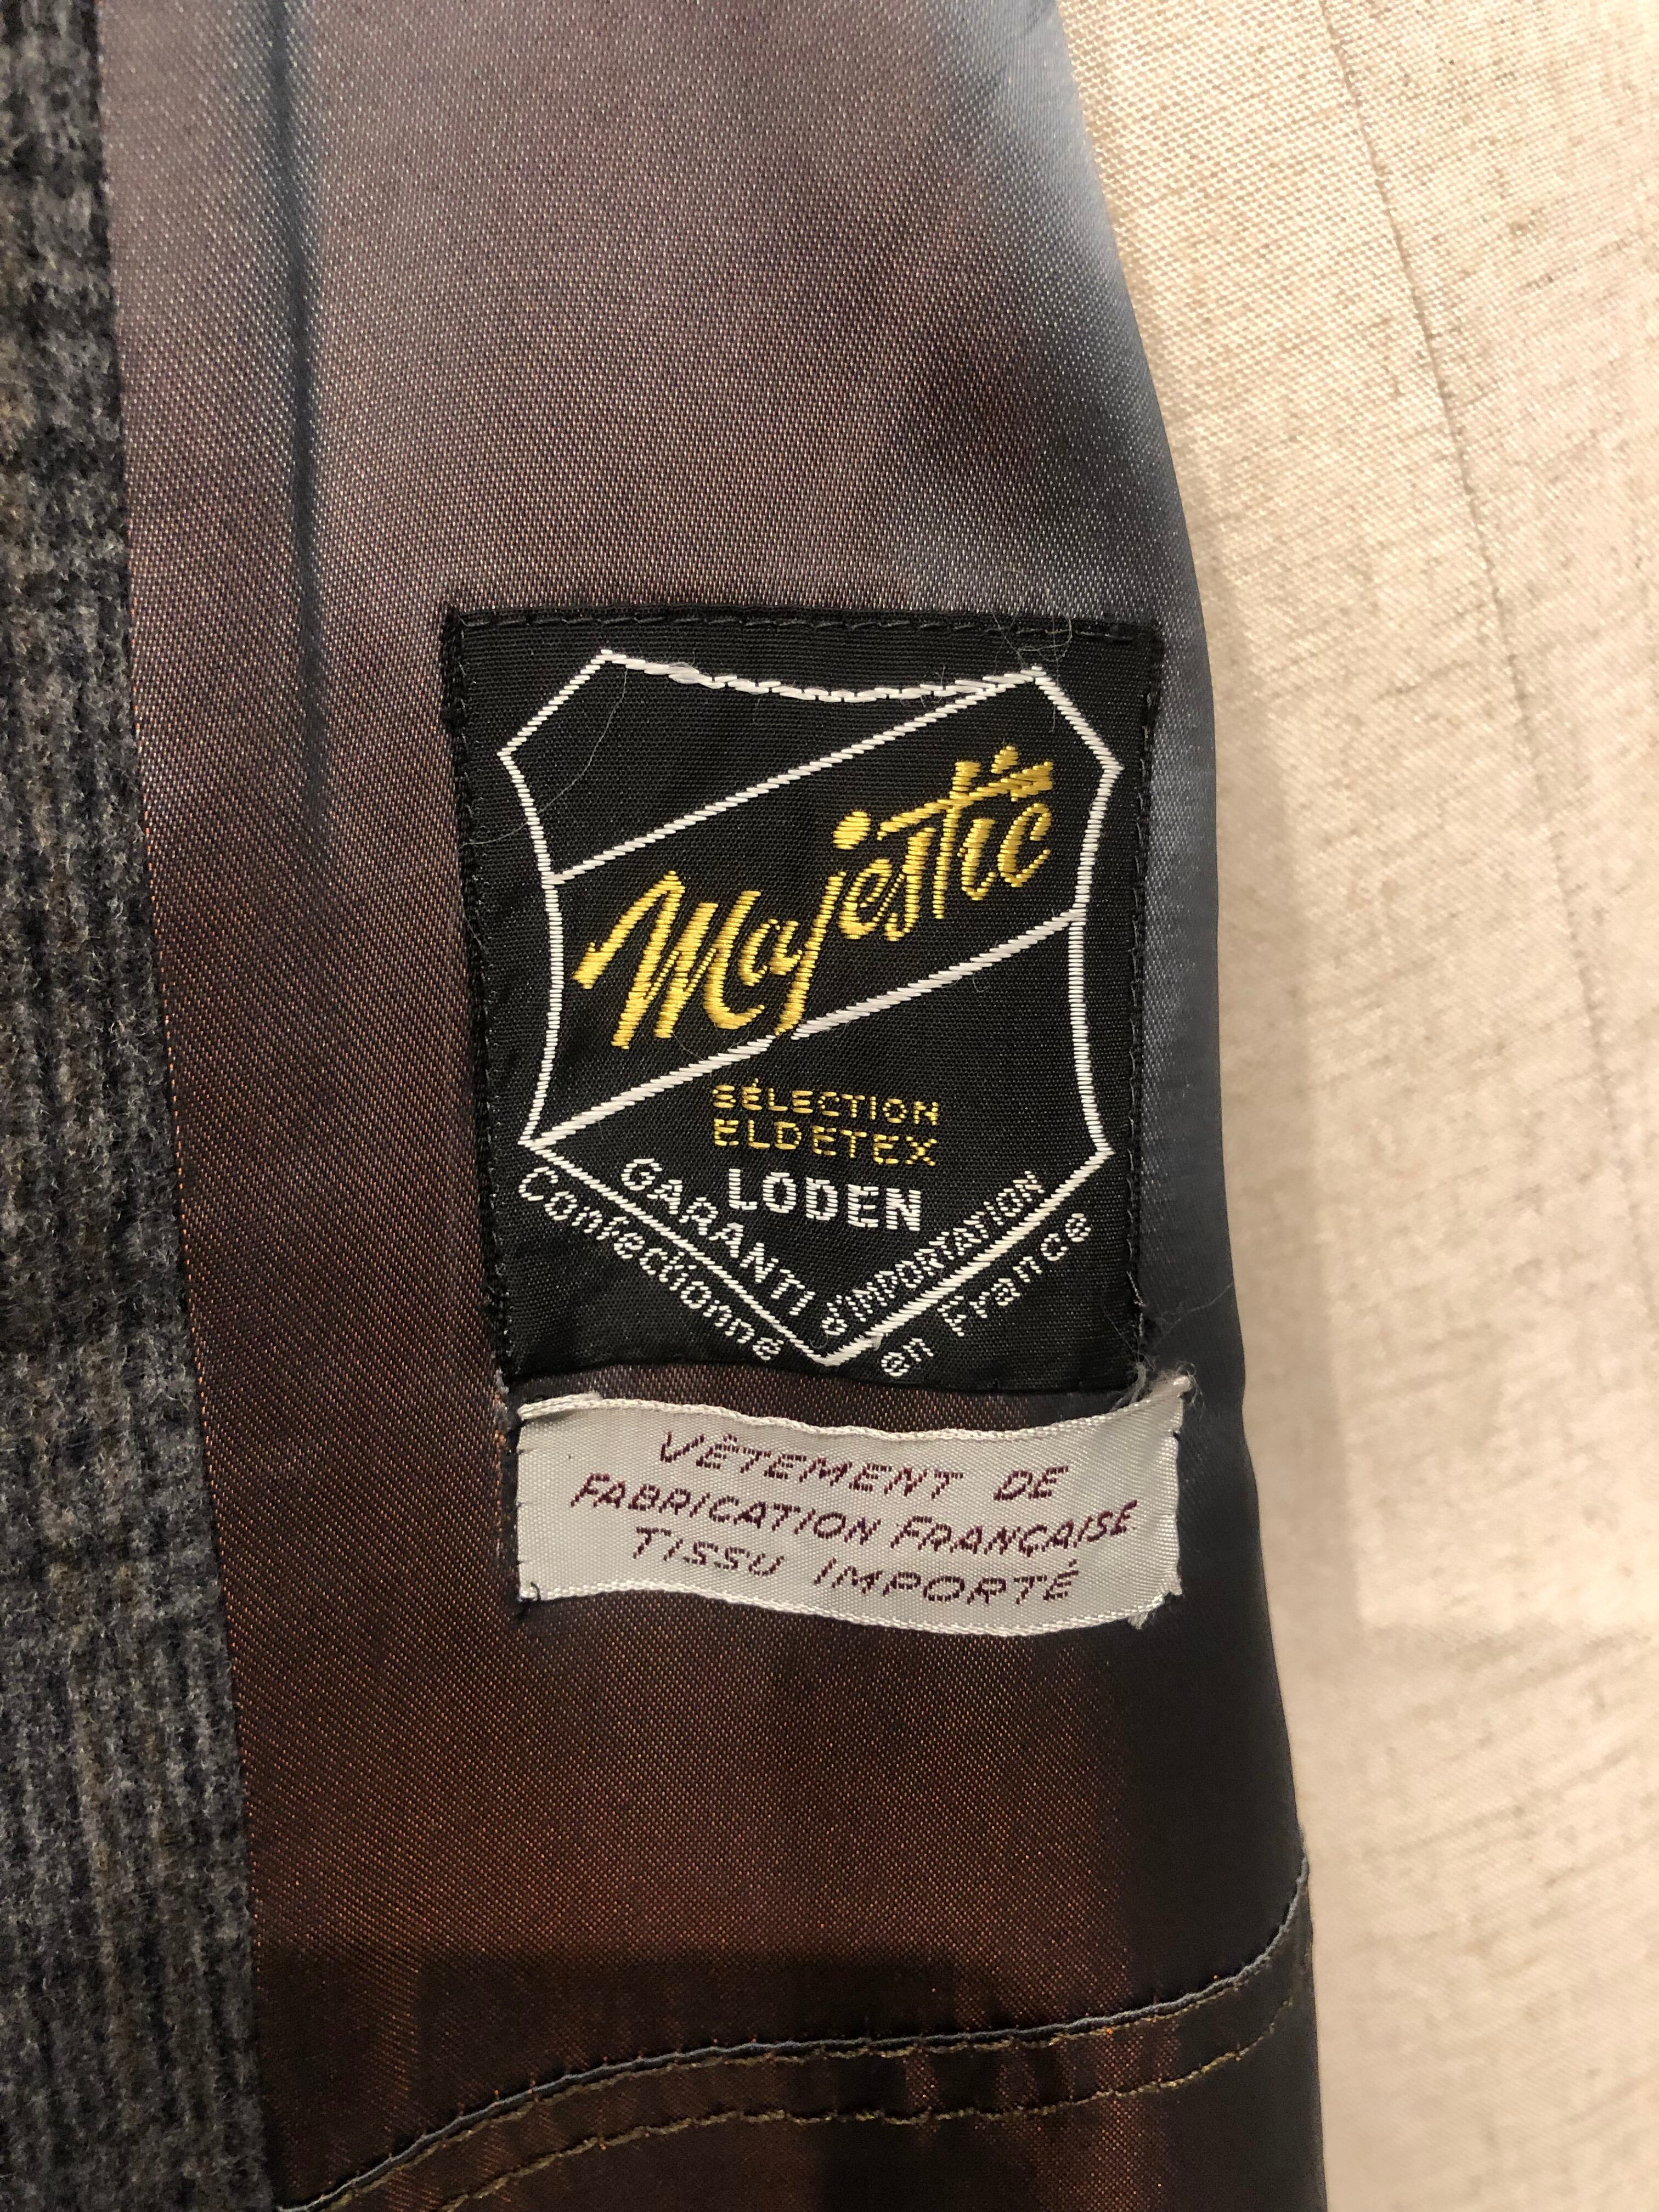 Majestic
SÉLECTION
ELDETEX
LODEN
GARANTI d'IMPORTATION
Confectionné en France
VÊTEMENT DE
FABRICATION FRANÇAISE
TISSU IMPORTÉ